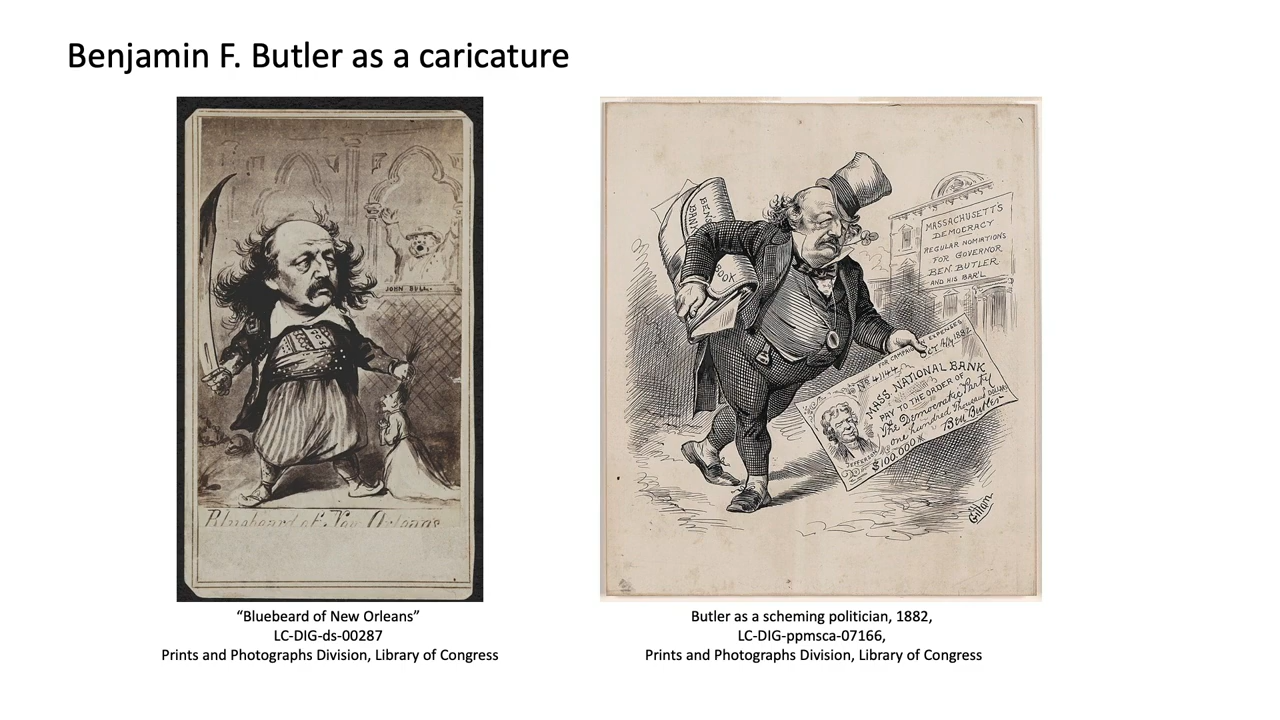 Benjamin F. Butler as a caricature
JOHN BULL.
Bluebeard of New Orleans
"Bluebeard of New Orleans"
LC-DIG-ds-00287
Prints and Photographs Division, Library of Congress
BEN'S
BAN
BOOK
MASSACHUSETT'S
DEMOCRACY
REGULAR NOMINATIONS
FOR GOVERNOR
BEN. BUTLER
AND HIS BAR'L
FOR CAMPAIGN EXPENSES
Oct 4th 1882
No 41144
MASS NATIONAL BANK
PAY TO THE ORDER OF
The Democratic Party
one hundred thousand DOLLARS
$100,000
Ben Butler
JEFFERSON
Gillam
Butler as a scheming politician, 1882,
LC-DIG-ppmsca-07166,
Prints and Photographs Division, Library of Congress